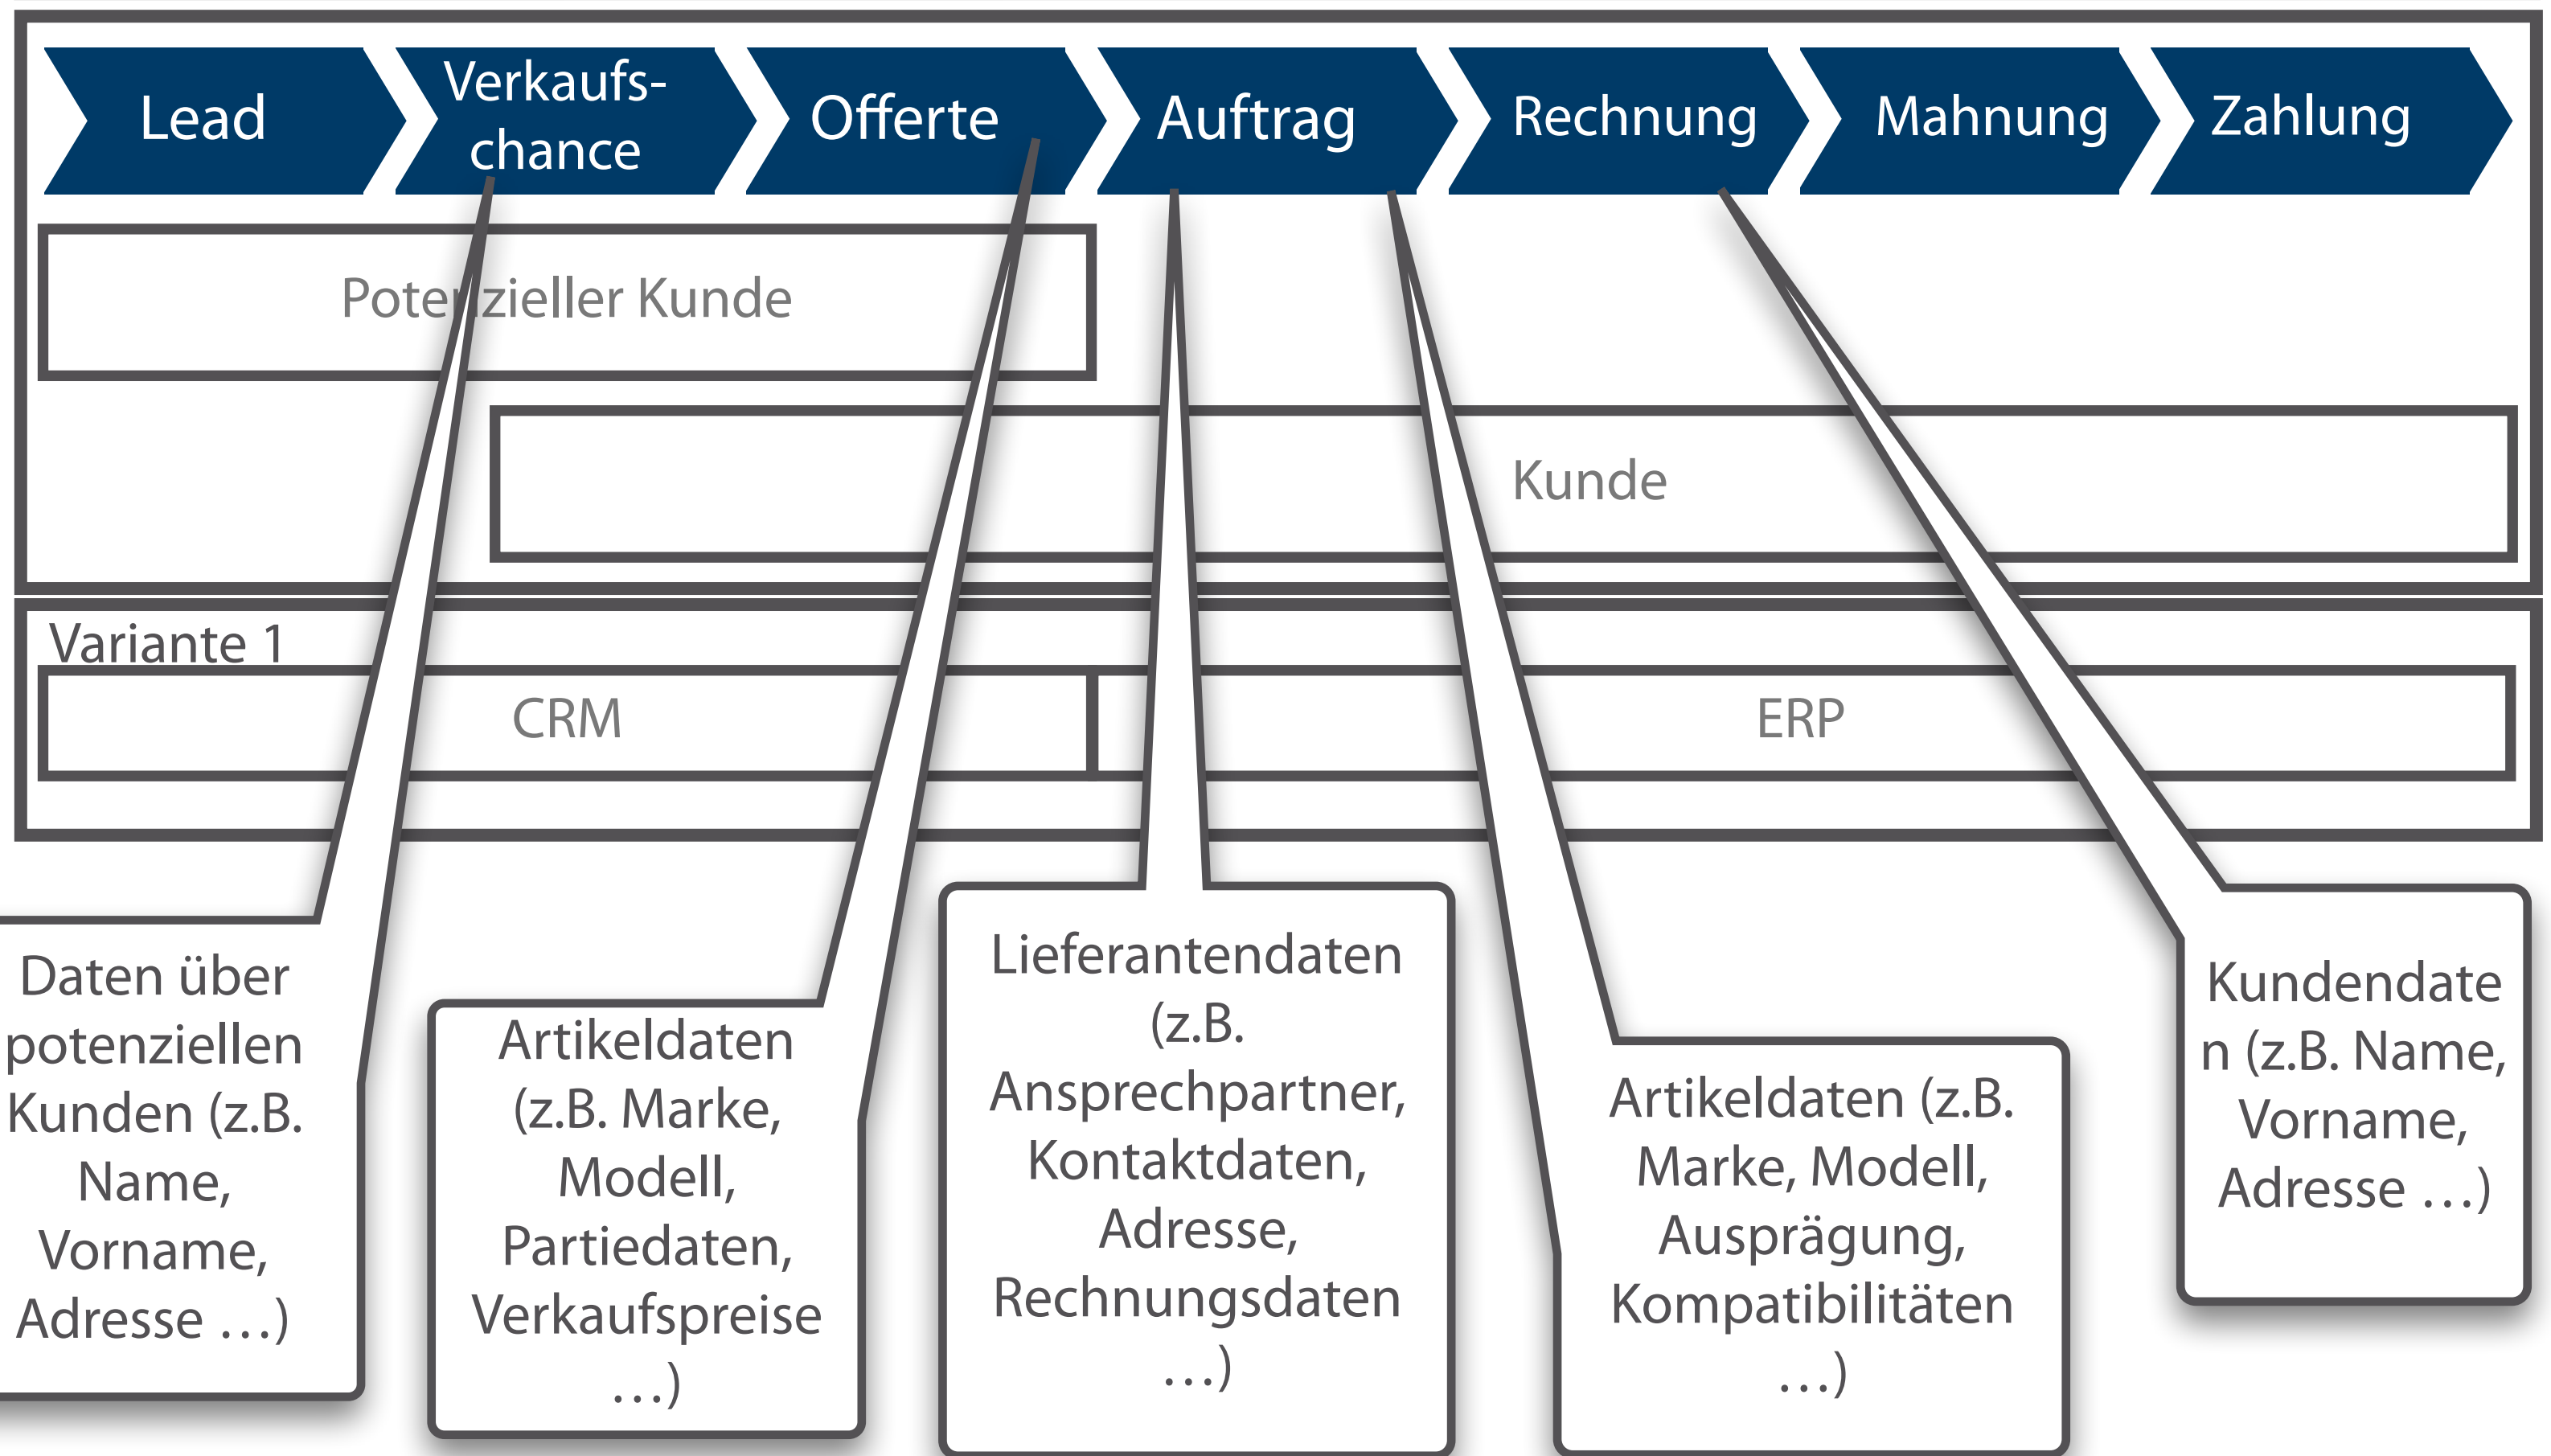 Lead
Verkaufs-
chance
Offerte
Auftrag
Rechnung
Mahnung
Zahlung
Potenzieller Kunde
Kunde
Variante 1
CRM
ERP
Daten über
potenziellen
Kunden (z.B.
Name,
Vorname,
Adresse …)
Artikeldaten
(z.B. Marke,
Modell,
Partiedaten,
Verkaufspreise
…)
Lieferantendaten
(z.B.
Ansprechpartner,
Kontaktdaten,
Adresse,
Rechnungsdaten
…)
Artikeldaten (z.B.
Marke, Modell,
Ausprägung,
Kompatibilitäten
…)
Kundendate
n (z.B. Name,
Vorname,
Adresse …)